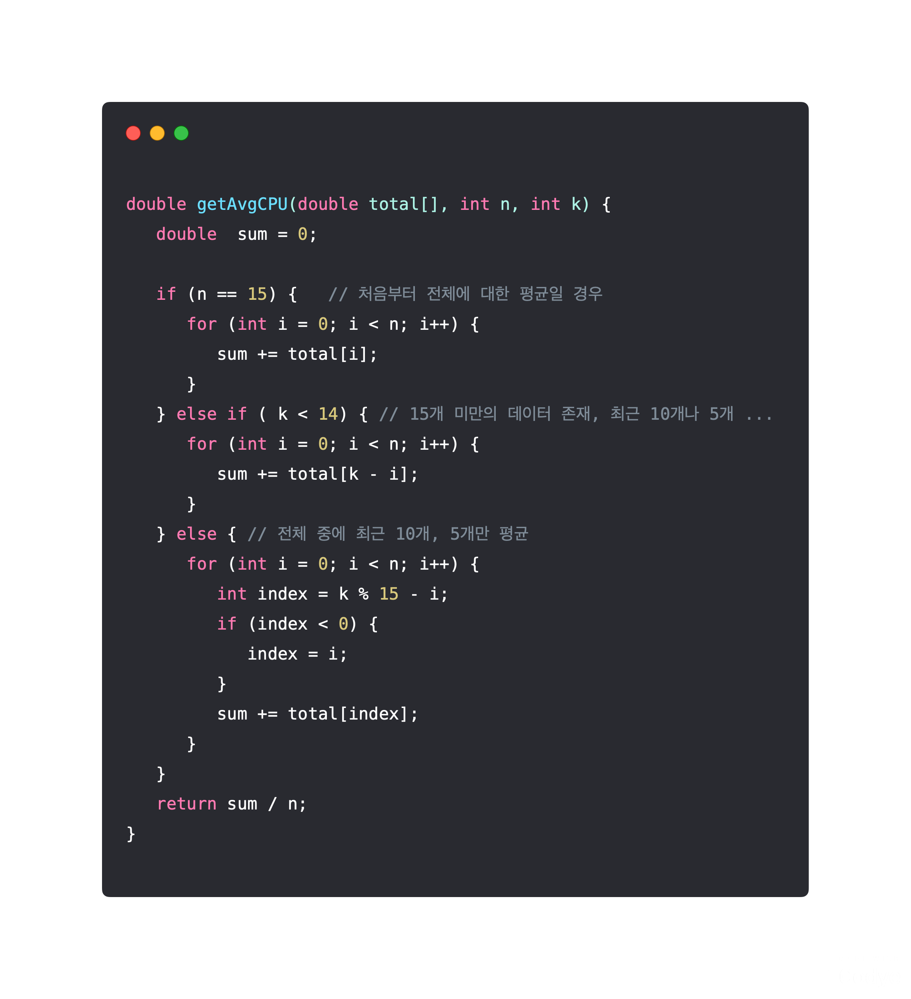 double getAvgCPU(double total[], int n, int k) {
   double  sum = 0;

   if (n == 15) {   // 처음부터 전체에 대한 평균일 경우
      for (int i = 0; i < n; i++) {
         sum += total[i];
      }
   } else if ( k < 14) { // 15개 미만의 데이터 존재, 최근 10개나 5개 ...
      for (int i = 0; i < n; i++) {
         sum += total[k - i];
      }
   } else { // 전체 중에 최근 10개, 5개만 평균
      for (int i = 0; i < n; i++) {
         int index = k % 15 - i;
         if (index < 0) {
            index = i;
         }
         sum += total[index];
      }
   }
   return sum / n;
}